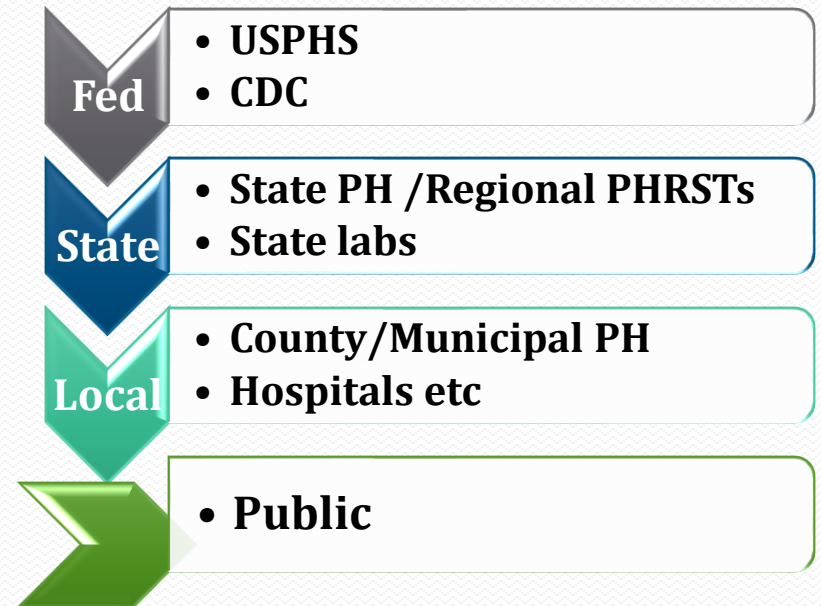 Fed
• USPHS
• CDC
State
• State PH /Regional PHRSTs
• State labs
Local
• County/Municipal PH
• Hospitals etc
• Public